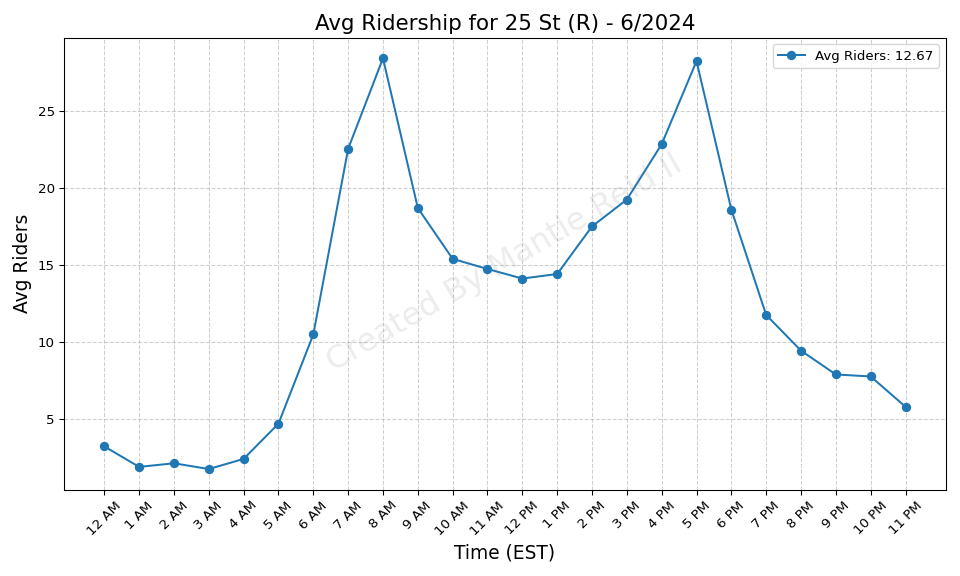 Avg Ridership for 25 St (R) - 6/2024
Avg Riders: 12.67
25
20
15
10
5
Avg Riders
Created By Mantie Reid II
12 AM
1 AM
2 AM
3 AM
4 AM
5 AM
6 AM
7 AM
8 AM
9 AM
10 AM
11 AM
12 PM
1 PM
2 PM
3 PM
4 PM
5 PM
6 PM
7 PM
8 PM
9 PM
10 PM
11 PM
Time (EST)